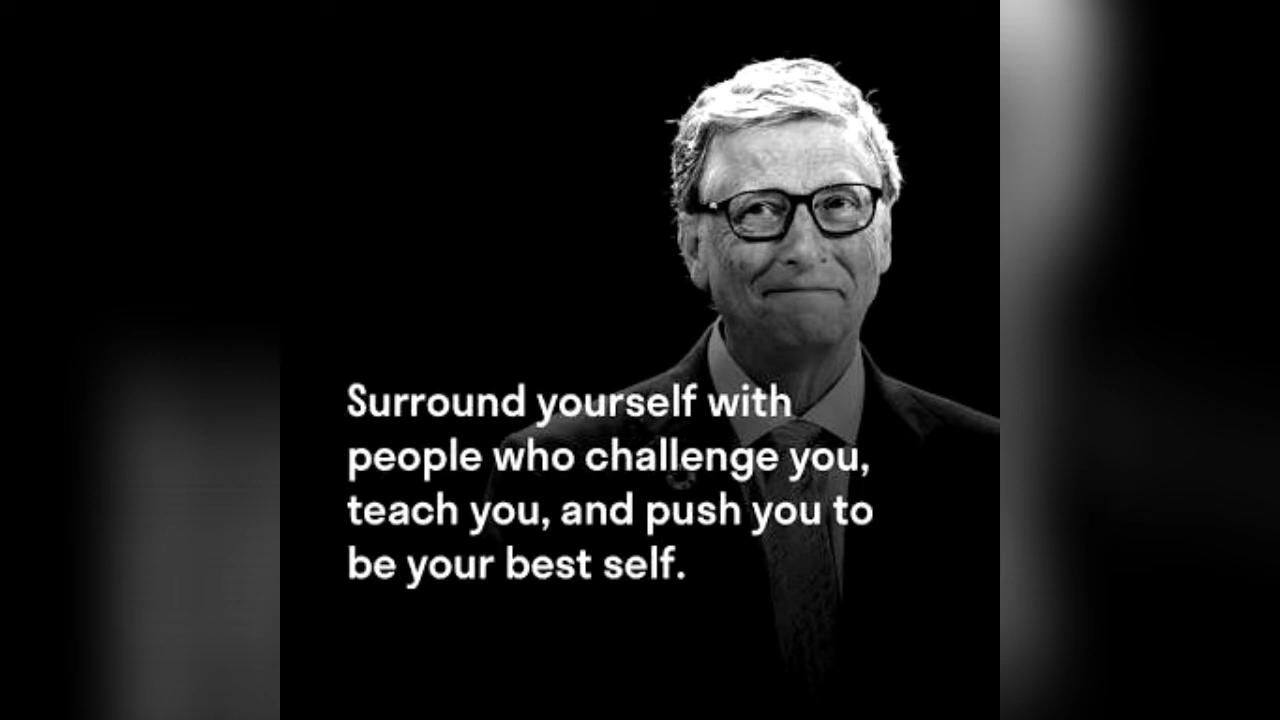 Surround yourself with
people who challenge you,
teach you, and push you to
be your best self.